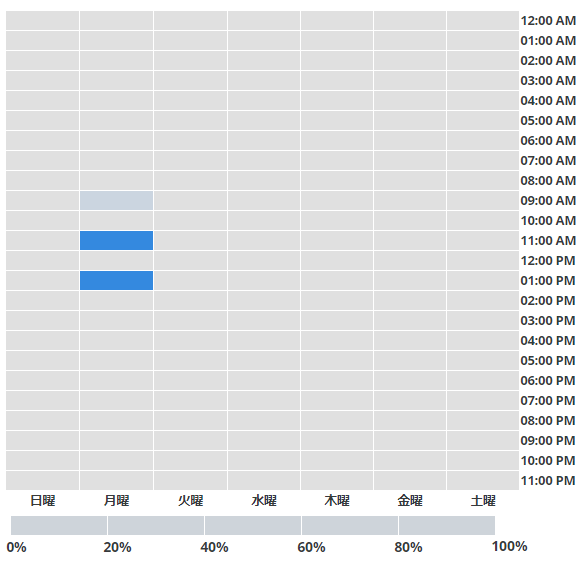 12:00 AM
01:00 AM
02:00 AM
03:00 AM
04:00 AM
05:00 AM
06:00 AM
07:00 AM
08:00 AM
09:00 AM
10:00 AM
11:00 AM
12:00 PM
01:00 PM
02:00 PM
03:00 PM
04:00 PM
05:00 PM
06:00 PM
07:00 PM
08:00 PM
09:00 PM
10:00 PM
11:00 PM
日曜 月曜 火曜 水曜 木曜 金曜 土曜
0% 20% 40% 60% 80% 100%